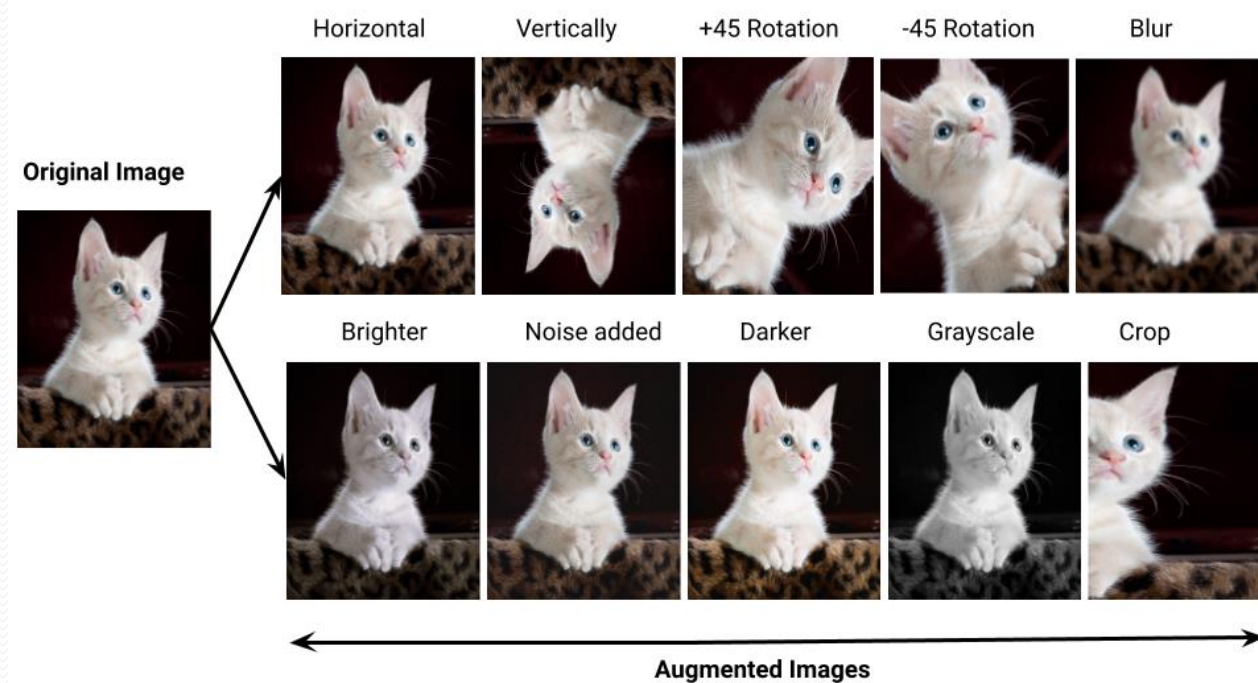 Horizontal Vertically +45 Rotation -45 Rotation Blur
Original Image
Brighter Noise added Darker Grayscale Crop
Augmented Images